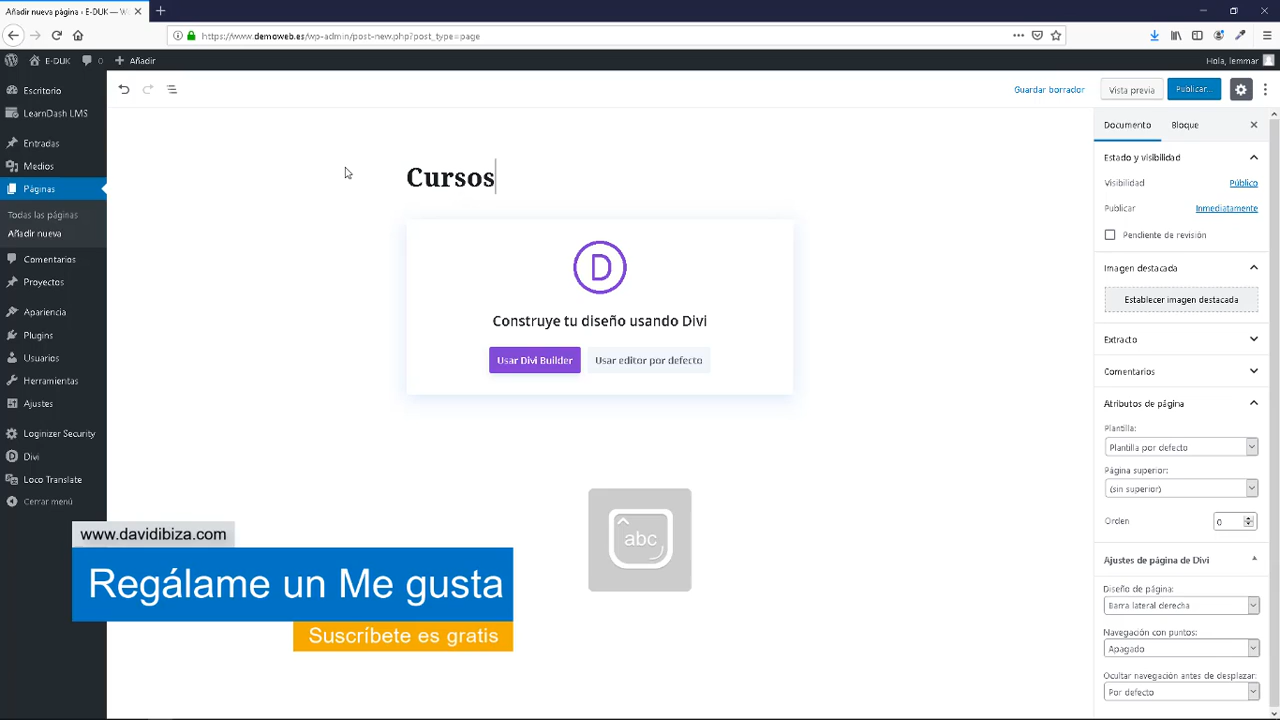 Añadir nueva página ‹ E-DUK — W
https://www.demoweb.es/wp-admin/post-new.php?post_type=page
E-DUK
0
Añadir
Hola, lemmar
Escritorio
LearnDash LMS
Entradas
Medios
Páginas
Todas las páginas
Añadir nueva
Comentarios
Proyectos
Apariencia
Plugins
Usuarios
Herramientas
Ajustes
Loginizer Security
Divi
Loco Translate
Cerrar menú
Guardar borrador
Vista previa
Publicar...
Cursos
D
Construye tu diseño usando Divi
Usar Divi Builder
Usar editor por defecto
abc
www.davidibiza.com
Regálame un Me gusta
Suscríbete es gratis
Documento
Bloque
Estado y visibilidad
Visibilidad
Público
Publicar
Inmediatamente
Pendiente de revisión
Imagen destacada
Establecer imagen destacada
Extracto
Comentarios
Atributos de página
Plantilla:
Plantilla por defecto
Página superior:
(sin superior)
Orden
0
Ajustes de página de Divi
Diseño de página:
Barra lateral derecha
Navegación con puntos:
Apagado
Ocultar navegación antes de desplazar:
Por defecto